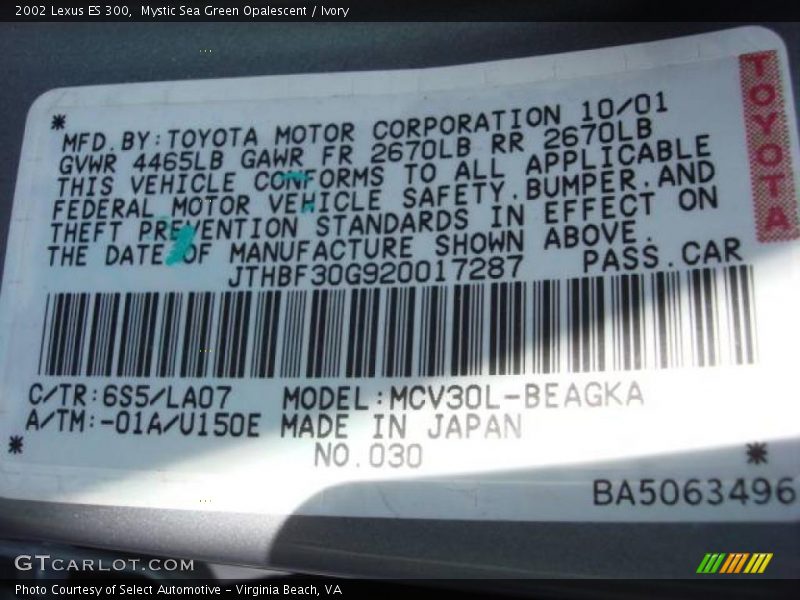 2002 Lexus ES 300,  Mystic Sea Green Opalescent / Ivory
MFD.BY:TOYOTA MOTOR CORPORATION 10/01
GVWR 4465LB GAWR FR 2670LB RR 2670LB
THIS VEHICLE CONFORMS TO ALL APPLICABLE
FEDERAL MOTOR VEHICLE SAFETY,BUMPER,AND
THEFT PREVENTION STANDARDS IN EFFECT ON
THE DATE OF MANUFACTURE SHOWN ABOVE.
JTHBF30G920017287 PASS.CAR
TOYOTA
C/TR:6S5/LA07 MODEL:MCV30L-BEAGKA
A/TM:-01A/U150E MADE IN JAPAN
NO.030
BA5063496
GTCARLOT.COM
Photo Courtesy of Select Automotive - Virginia Beach, VA